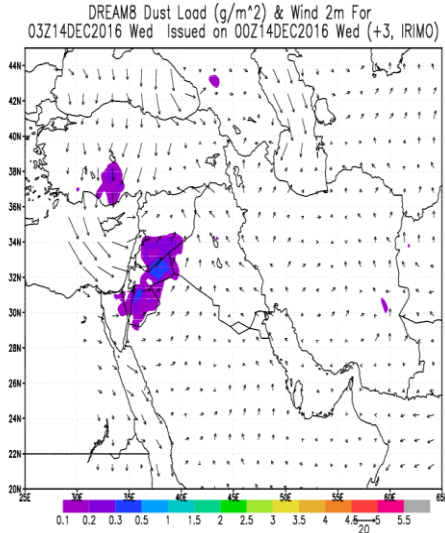 DREAM8 Dust Load (g/m^2) & Wind 2m For
03Z14DEC2016 Wed Issued on 00Z14DEC2016 Wed (+3, IRIMO)
44N
42N
40N
38N
36N
34N
32N
30N
28N
26N
24N
22N
20N
25E 30E 35E 40E 45E 50E 55E 60E 65E
0.1 0.2 0.3 0.5 1 1.5 2 2.5 3 3.5 4 4.5 5 5.5
20